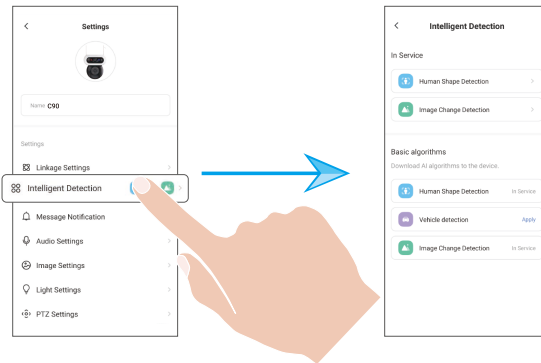 Settings
Name C90
Settings
Linkage Settings
Intelligent Detection
Message Notification
Audio Settings
Image Settings
Light Settings
PTZ Settings
Intelligent Detection
In Service
Human Shape Detection
Image Change Detection
Basic algorithms
Download AI algorithms to the device.
Human Shape Detection In Service
Vehicle detection Apply
Image Change Detection In Service